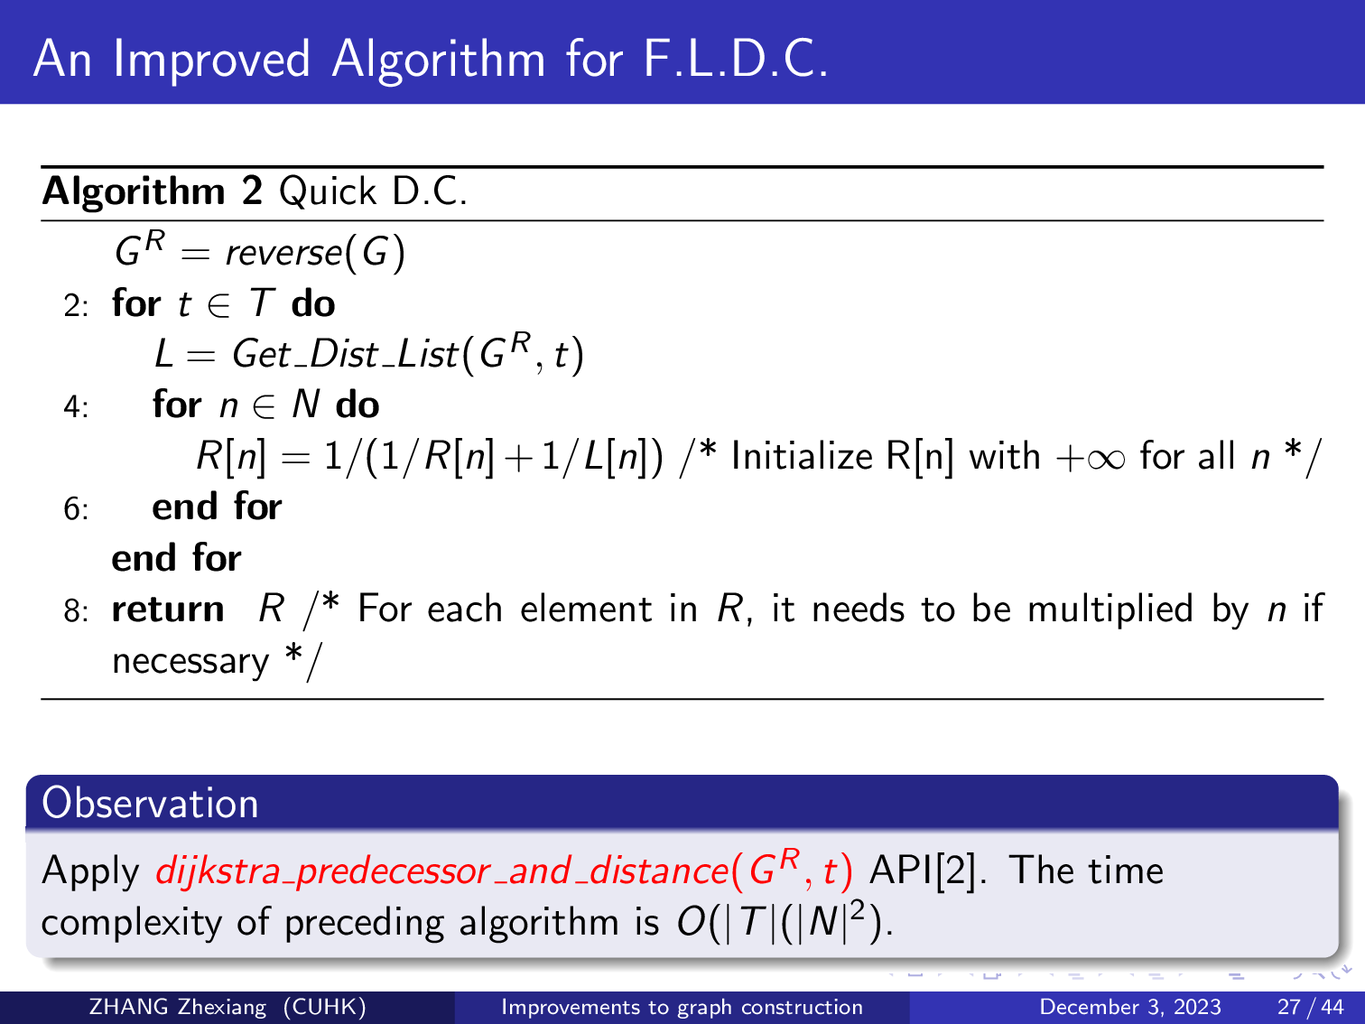 An Improved Algorithm for F.L.D.C.
Algorithm 2 Quick D.C.
G^R = reverse(G)
2: for t ∈ T do
L = Get_Dist_List(G^R, t)
4: for n ∈ N do
R[n] = 1/(1/R[n] + 1/L[n]) /* Initialize R[n] with +∞ for all n */
6: end for
end for
8: return R /* For each element in R, it needs to be multiplied by n if
necessary */
Observation
Apply dijkstra_predecessor_and_distance(G^R, t) API[2]. The time
complexity of preceding algorithm is O(|T|(|N|²).
ZHANG Zhexiang (CUHK) Improvements to graph construction December 3, 2023 27 / 44